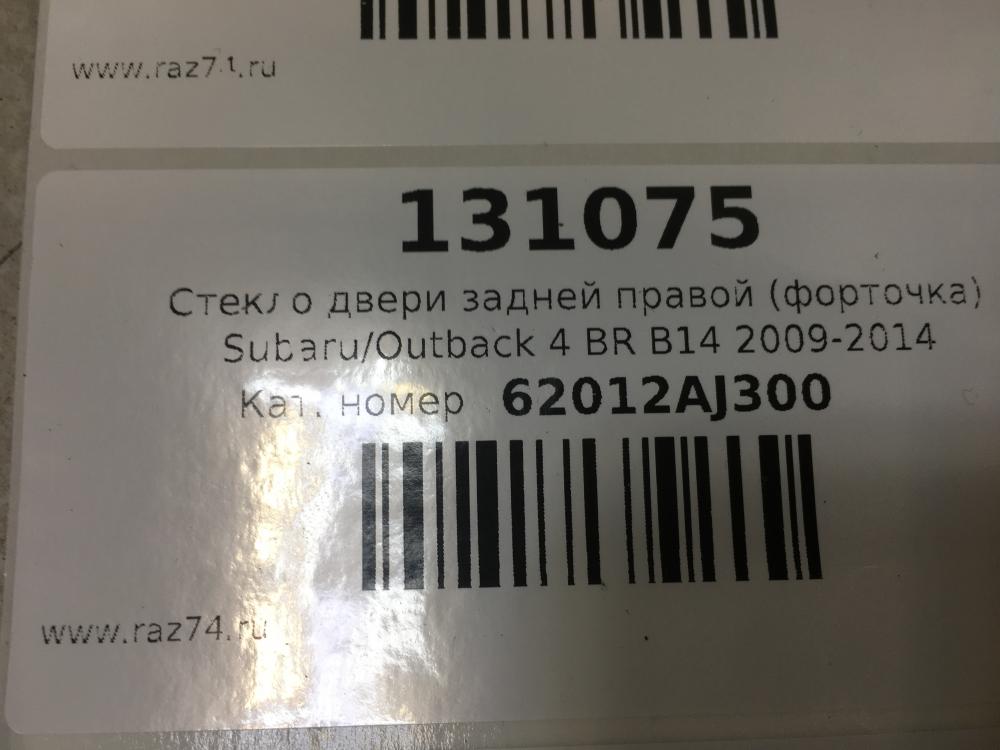 www.raz74.ru
131075
Стекло двери задней правой (форточка)
Subaru/Outback 4 BR B14 2009-2014
Кат. номер 62012AJ300
www.raz74.ru